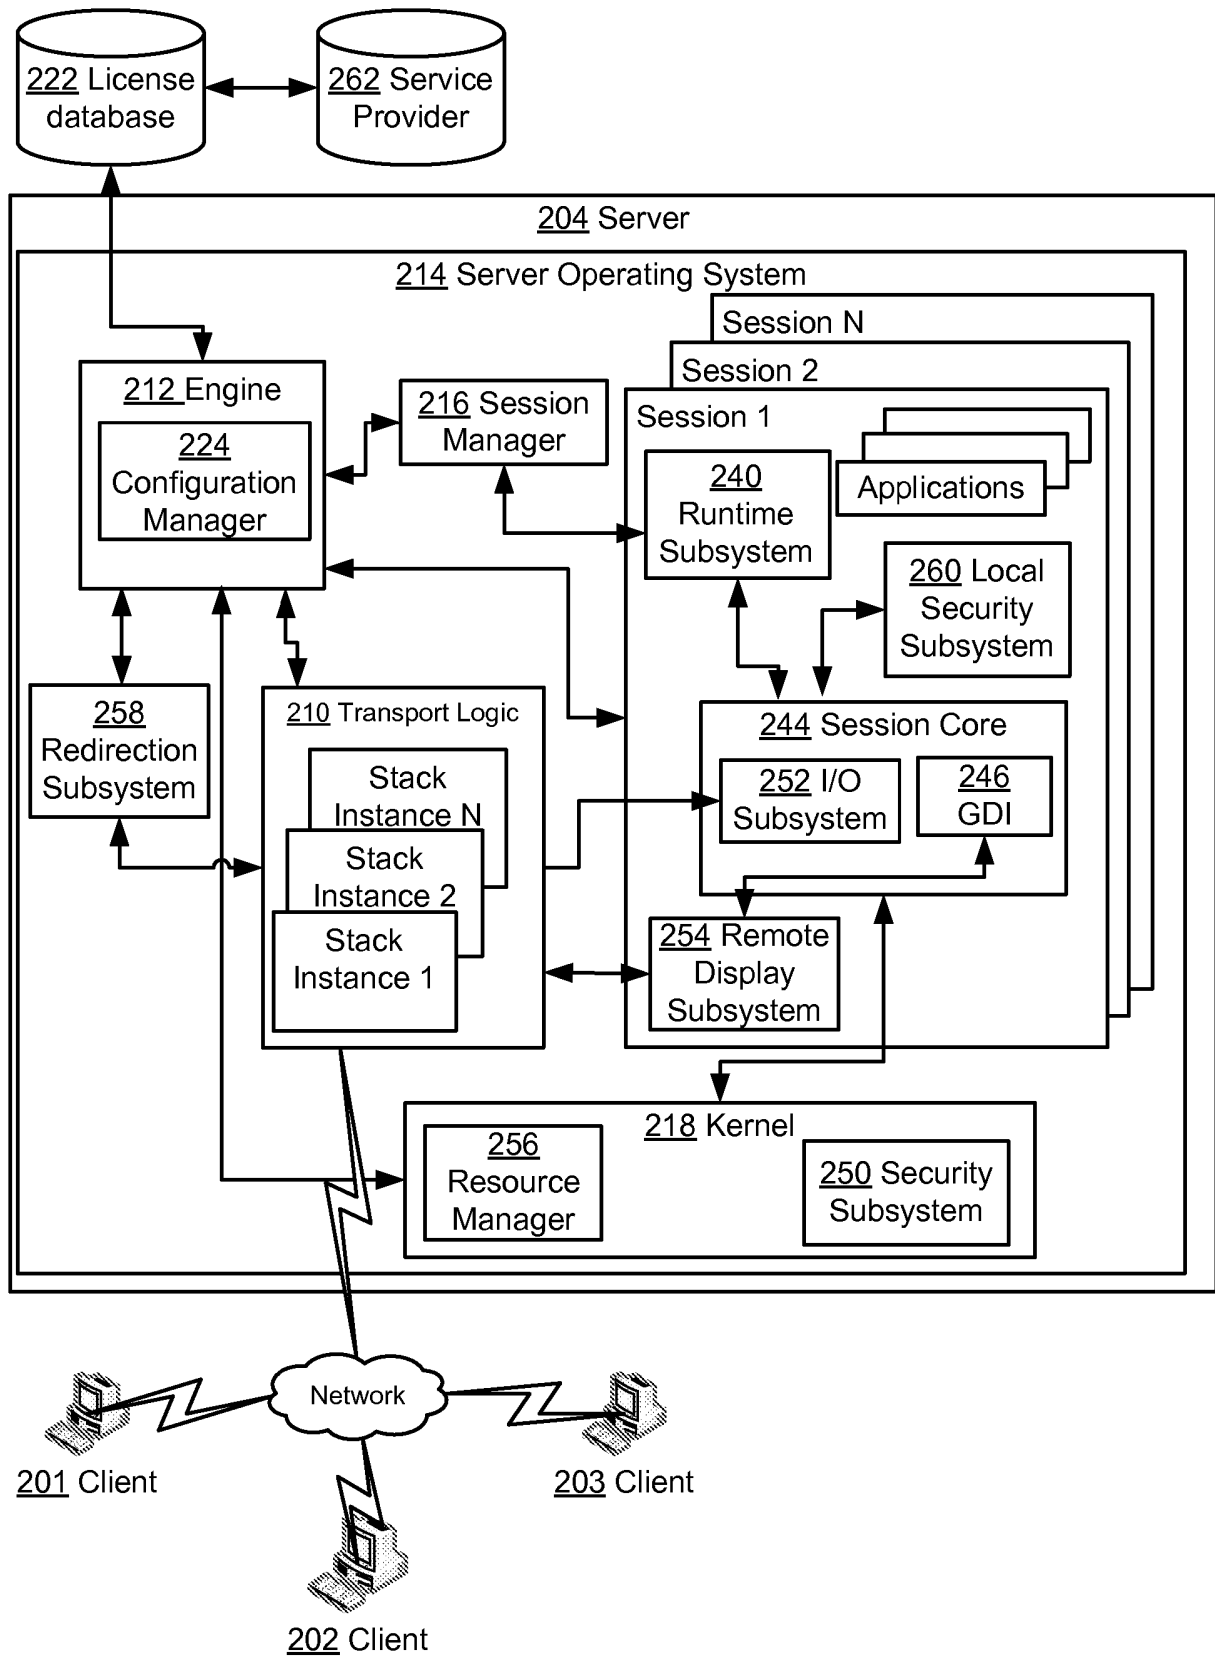 222 License
database
262 Service
Provider
204 Server
214 Server Operating System
Session N
Session 2
Session 1
212 Engine
224
Configuration
Manager
216 Session
Manager
240
Runtime
Subsystem
Applications
260 Local
Security
Subsystem
258
Redirection
Subsystem
210 Transport Logic
Stack
Instance N
Stack
Instance 2
Stack
Instance 1
244 Session Core
252 I/O
Subsystem
246
GDI
254 Remote
Display
Subsystem
218 Kernel
256
Resource
Manager
250 Security
Subsystem
Network
201 Client
203 Client
202 Client